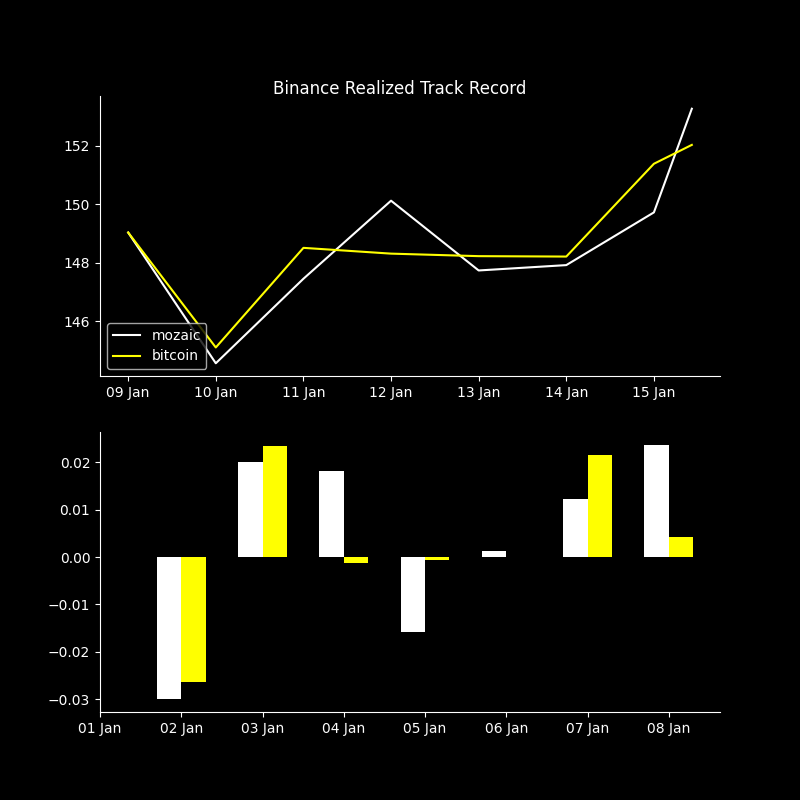 Binance Realized Track Record
152
150
148
146
mozaic
bitcoin
09 Jan 10 Jan 11 Jan 12 Jan 13 Jan 14 Jan 15 Jan
0.02
0.01
0.00
−0.01
−0.02
−0.03
01 Jan 02 Jan 03 Jan 04 Jan 05 Jan 06 Jan 07 Jan 08 Jan